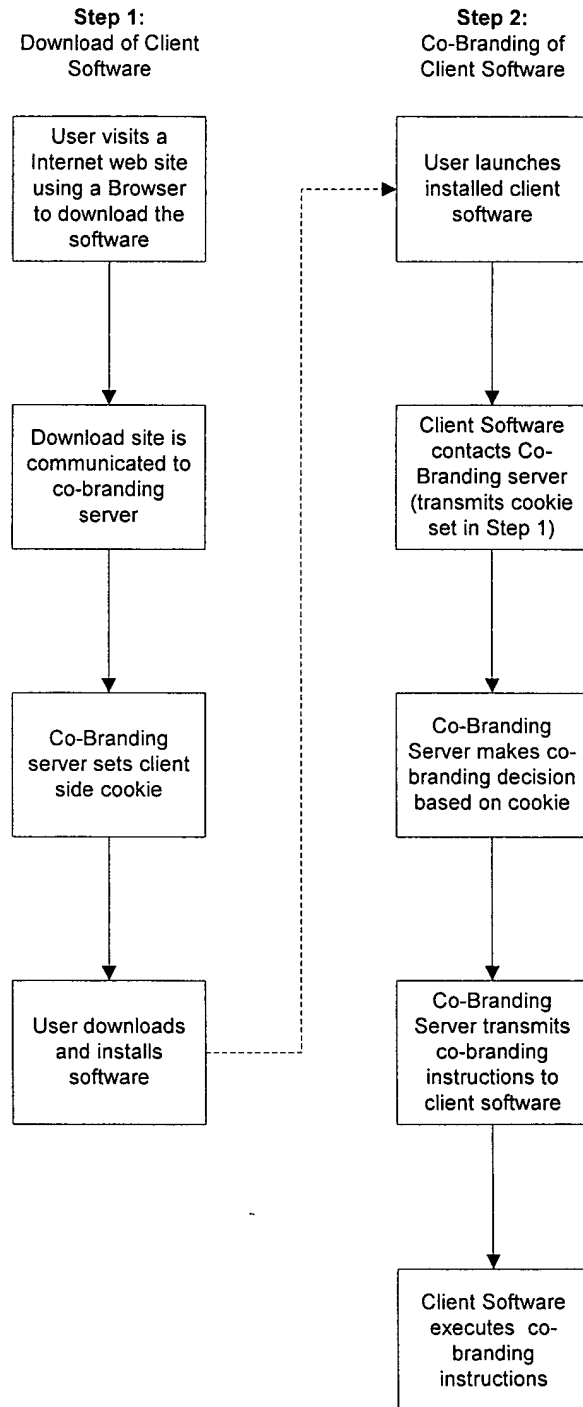 Step 1:
Download of Client
Software
User visits a
Internet web site
using a Browser
to download the
software
Download site is
communicated to
co-branding
server
Co-Branding
server sets client
side cookie
User downloads
and installs
software
Step 2:
Co-Branding of
Client Software
User launches
installed client
software
Client Software
contacts Co-
Branding server
(transmits cookie
set in Step 1)
Co-Branding
Server makes co-
branding decision
based on cookie
Co-Branding
Server transmits
co-branding
instructions to
client software
Client Software
executes co-
branding
instructions